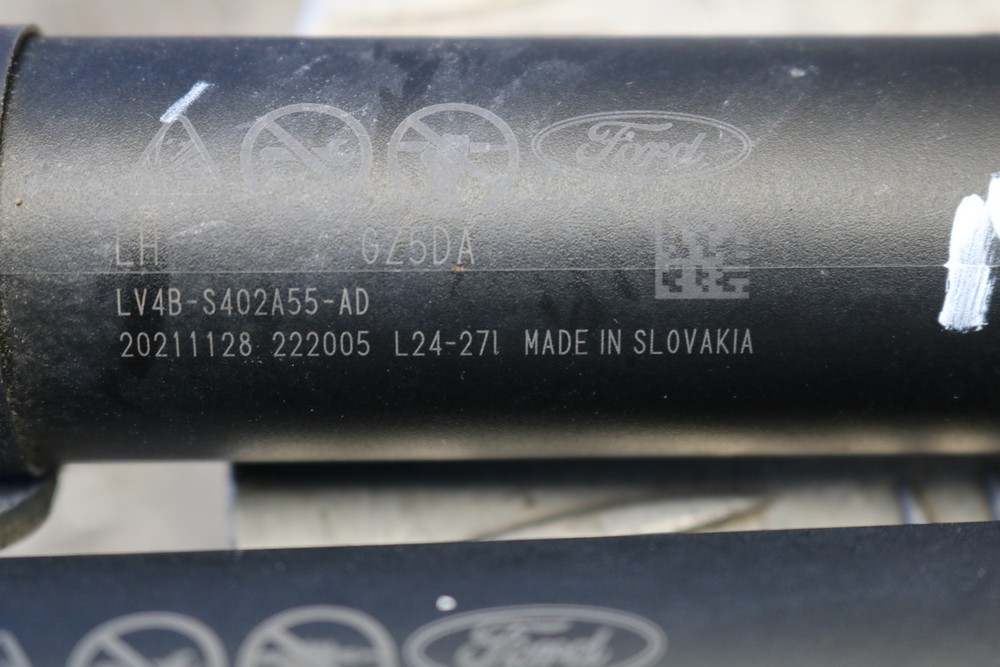 Ford
LH GZ5DA
LV4B-S402A55-AD
20211128 222005 L24-27l MADE IN SLOVAKIA
Ford